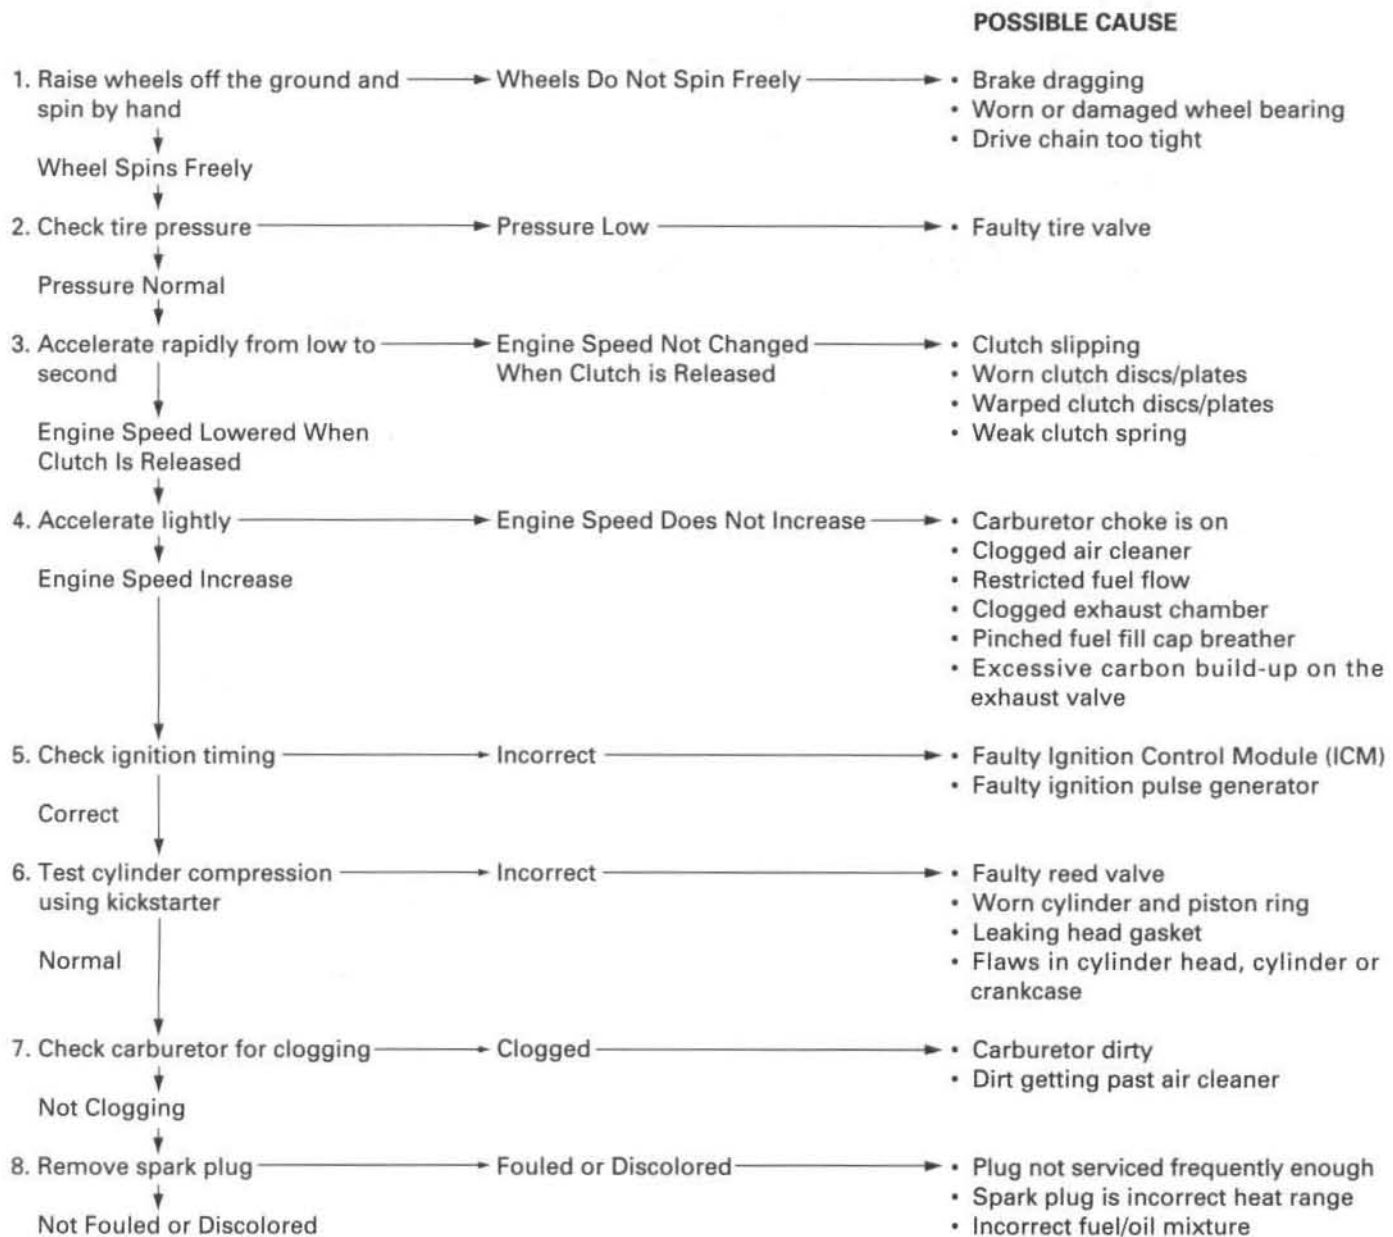 POSSIBLE CAUSE
1. Raise wheels off the ground and Wheels Do Not Spin Freely • Brake dragging
spin by hand • Worn or damaged wheel bearing
• Drive chain too tight
Wheel Spins Freely
2. Check tire pressure Pressure Low • Faulty tire valve
Pressure Normal
3. Accelerate rapidly from low to Engine Speed Not Changed • Clutch slipping
second When Clutch is Released • Worn clutch discs/plates
• Warped clutch discs/plates
Engine Speed Lowered When • Weak clutch spring
Clutch Is Released
4. Accelerate lightly Engine Speed Does Not Increase • Carburetor choke is on
• Clogged air cleaner
Engine Speed Increase • Restricted fuel flow
• Clogged exhaust chamber
• Pinched fuel fill cap breather
• Excessive carbon build-up on the
exhaust valve
5. Check ignition timing Incorrect • Faulty Ignition Control Module (ICM)
• Faulty ignition pulse generator
Correct
6. Test cylinder compression Incorrect • Faulty reed valve
using kickstarter • Worn cylinder and piston ring
• Leaking head gasket
Normal • Flaws in cylinder head, cylinder or
crankcase
7. Check carburetor for clogging Clogged • Carburetor dirty
• Dirt getting past air cleaner
Not Clogging
8. Remove spark plug Fouled or Discolored • Plug not serviced frequently enough
• Spark plug is incorrect heat range
Not Fouled or Discolored • Incorrect fuel/oil mixture